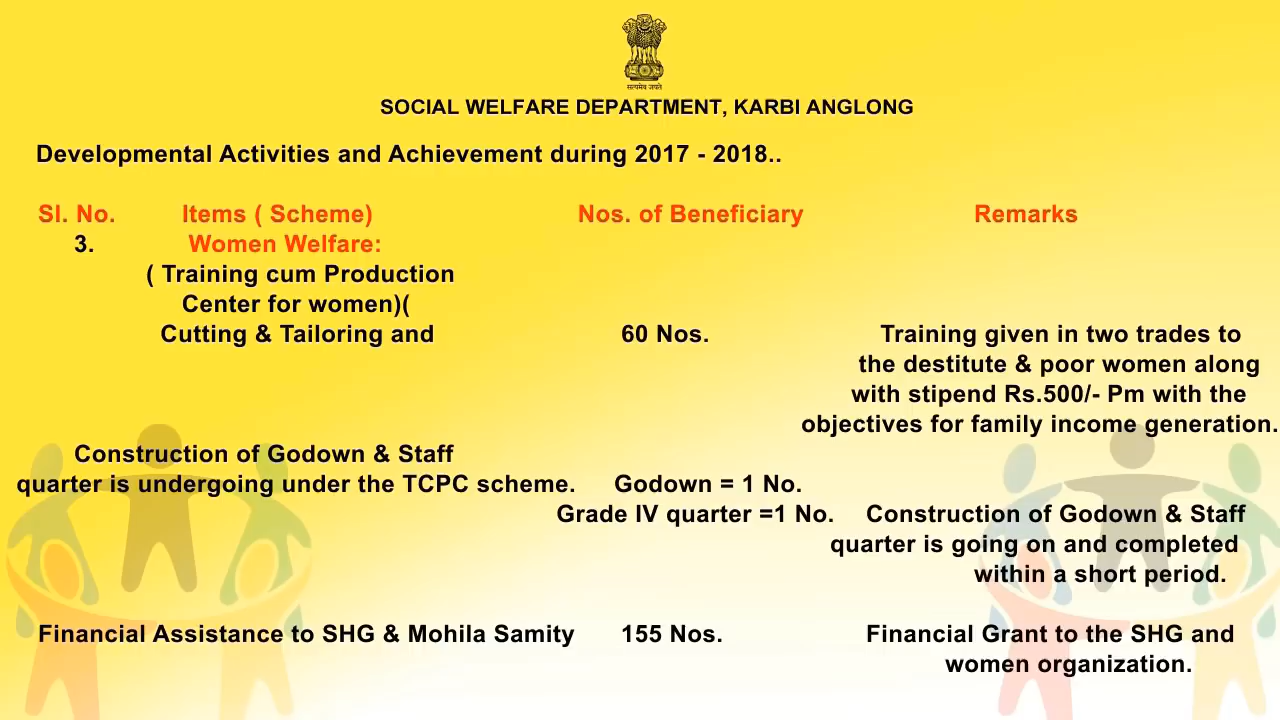 सत्यमेव जयते
SOCIAL WELFARE DEPARTMENT, KARBI ANGLONG
Developmental Activities and Achievement during 2017 - 2018..
Sl. No. Items ( Scheme) Nos. of Beneficiary Remarks
3. Women Welfare:
( Training cum Production
Center for women)(
Cutting & Tailoring and 60 Nos. Training given in two trades to
the destitute & poor women along
with stipend Rs.500/- Pm with the
objectives for family income generation.
Construction of Godown & Staff
quarter is undergoing under the TCPC scheme. Godown = 1 No.
Grade IV quarter =1 No. Construction of Godown & Staff
quarter is going on and completed
within a short period.
Financial Assistance to SHG & Mohila Samity 155 Nos. Financial Grant to the SHG and
women organization.